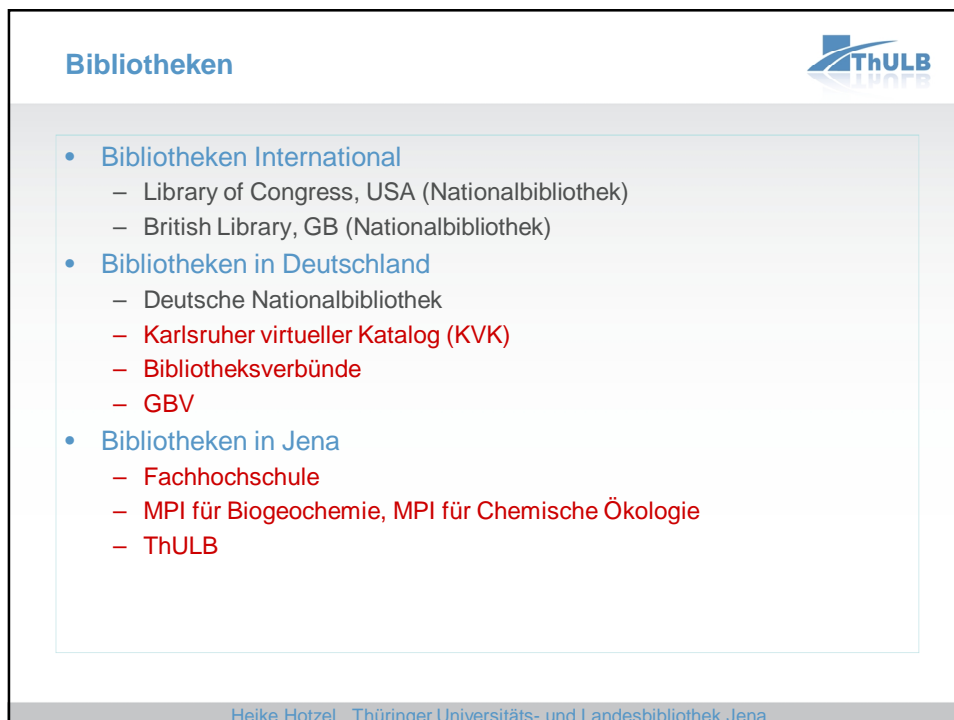 Bibliotheken
ThULB
• Bibliotheken International
– Library of Congress, USA (Nationalbibliothek)
– British Library, GB (Nationalbibliothek)
• Bibliotheken in Deutschland
– Deutsche Nationalbibliothek
– Karlsruher virtueller Katalog (KVK)
– Bibliotheksverbünde
– GBV
• Bibliotheken in Jena
– Fachhochschule
– MPI für Biogeochemie, MPI für Chemische Ökologie
– ThULB
Heike Hotzel Thüringer Universitäts- und Landesbibliothek Jena